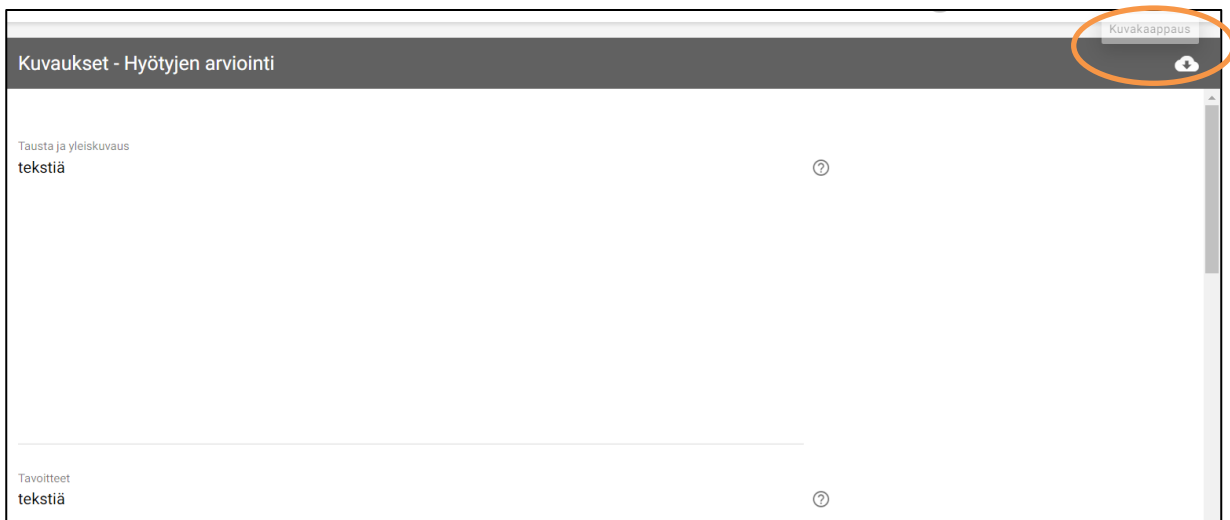 Kuvakaappaus
Kuvaukset - Hyötyjen arviointi
Tausta ja yleiskuvaus
tekstiä
Tavoitteet
tekstiä